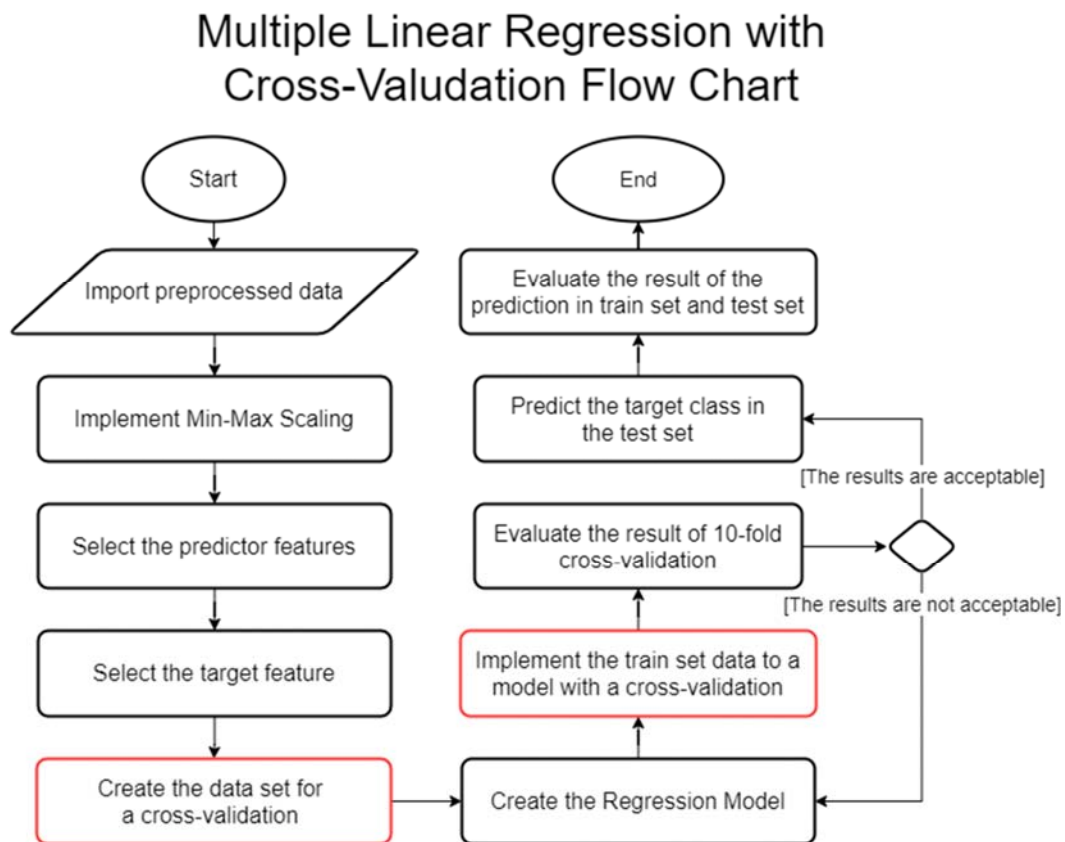 Multiple Linear Regression with
Cross-Valudation Flow Chart
Start
Import preprocessed data
Implement Min-Max Scaling
Select the predictor features
Select the target feature
Create the data set for
a cross-validation
Create the Regression Model
Implement the train set data to a
model with a cross-validation
Evaluate the result of 10-fold
cross-validation
[The results are acceptable]
[The results are not acceptable]
Predict the target class in
the test set
Evaluate the result of the
prediction in train set and test set
End